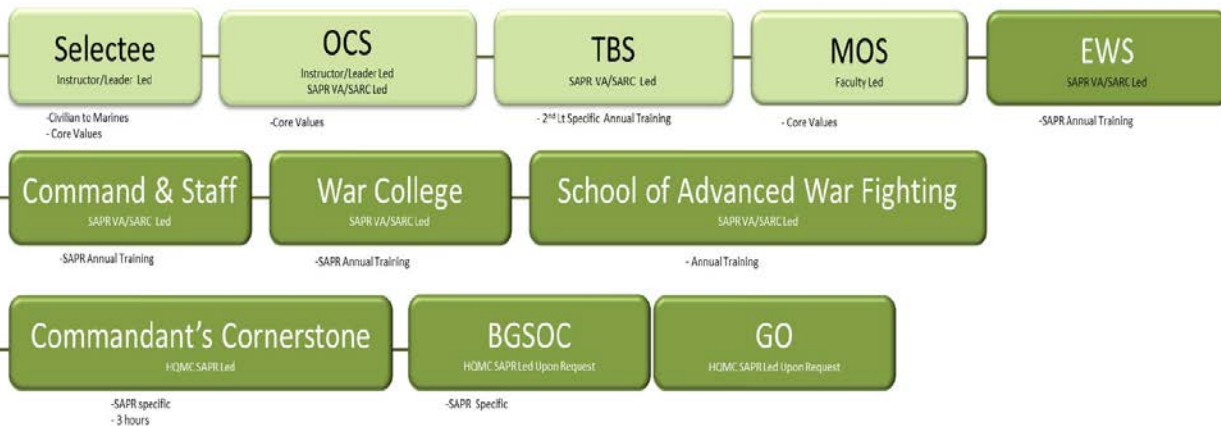 Selectee
Instructor/Leader Led
-Civilian to Marines
- Core Values
OCS
Instructor/Leader Led
SAPR VA/SARC Led
-Core Values
TBS
SAPR VA/SARC Led
- 2nd Lt Specific Annual Training
MOS
Faculty Led
- Core Values
EWS
SAPR VA/SARC Led
-SAPR Annual Training
Command & Staff
SAPR VA/SARC Led
-SAPR Annual Training
War College
SAPR VA/SARC Led
-SAPR Annual Training
School of Advanced War Fighting
SAPR VA/SARC Led
- Annual Training
Commandant's Cornerstone
HQMC SAPR Led
-SAPR specific
- 3 hours
BGSOC
HQMC SAPR Led Upon Request
-SAPR Specific
GO
HQMC SAPR Led Upon Request